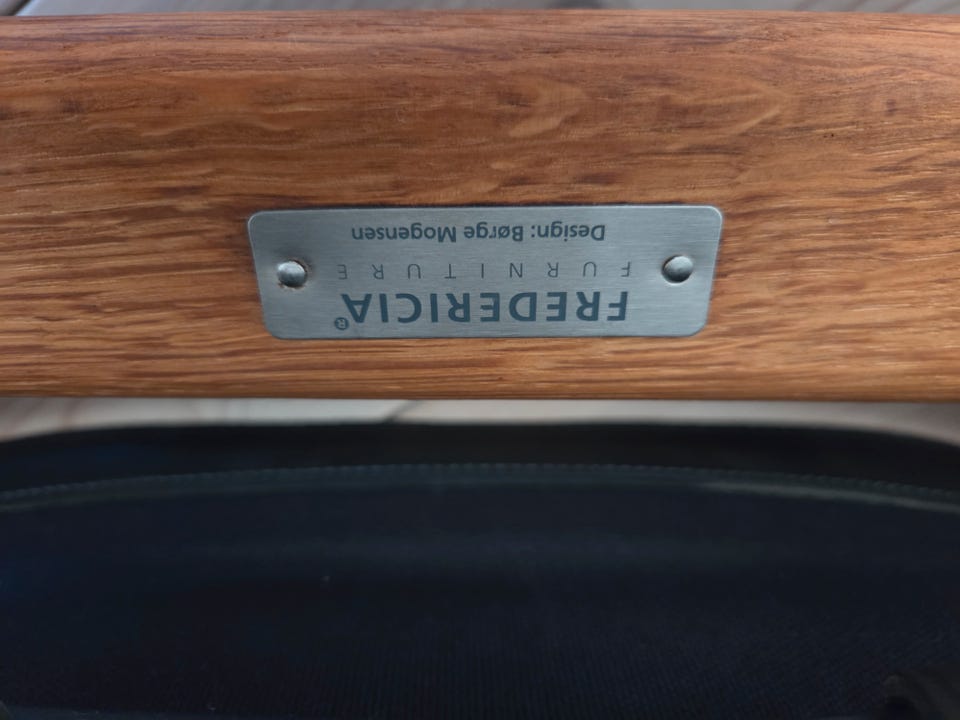 FREDERICIA®
FURNITURE
Design: Børge Mogensen